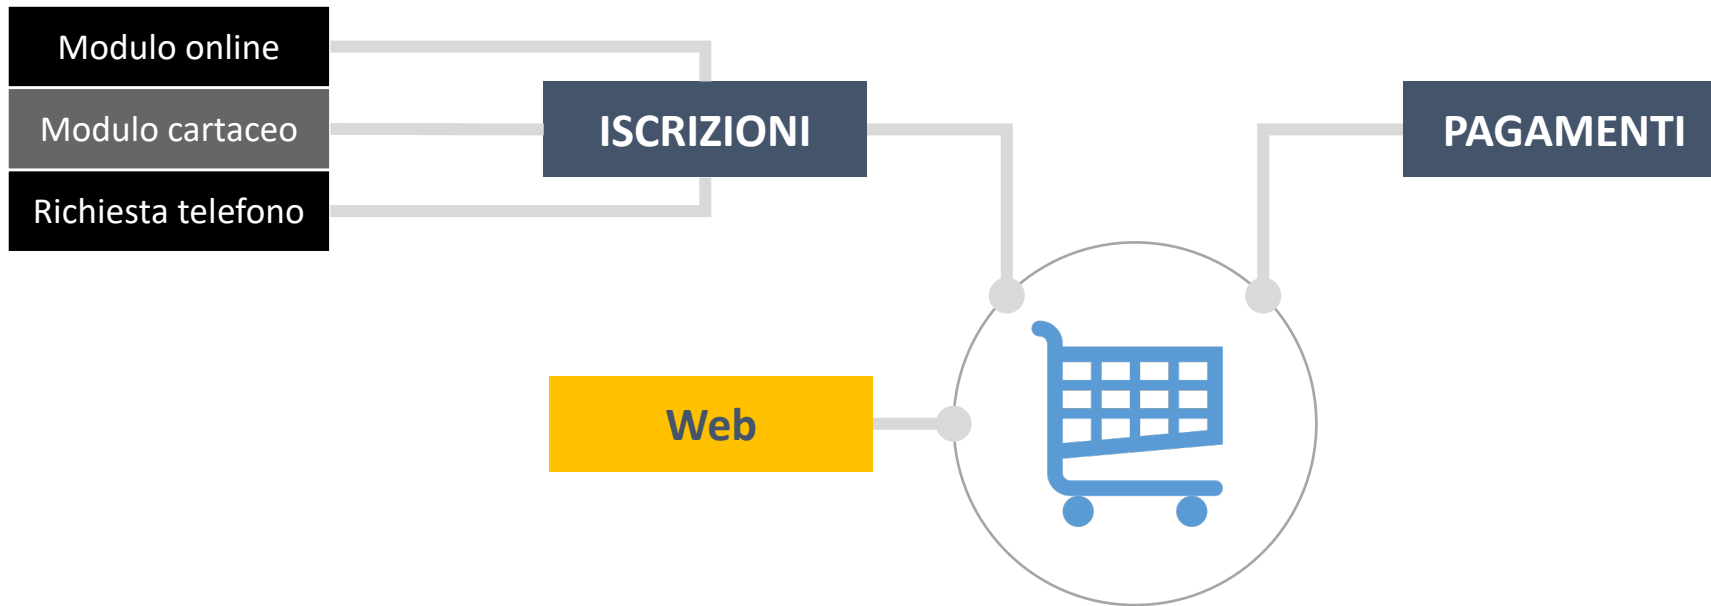 Modulo online
Modulo cartaceo
Richiesta telefono
ISCRIZIONI
PAGAMENTI
Web